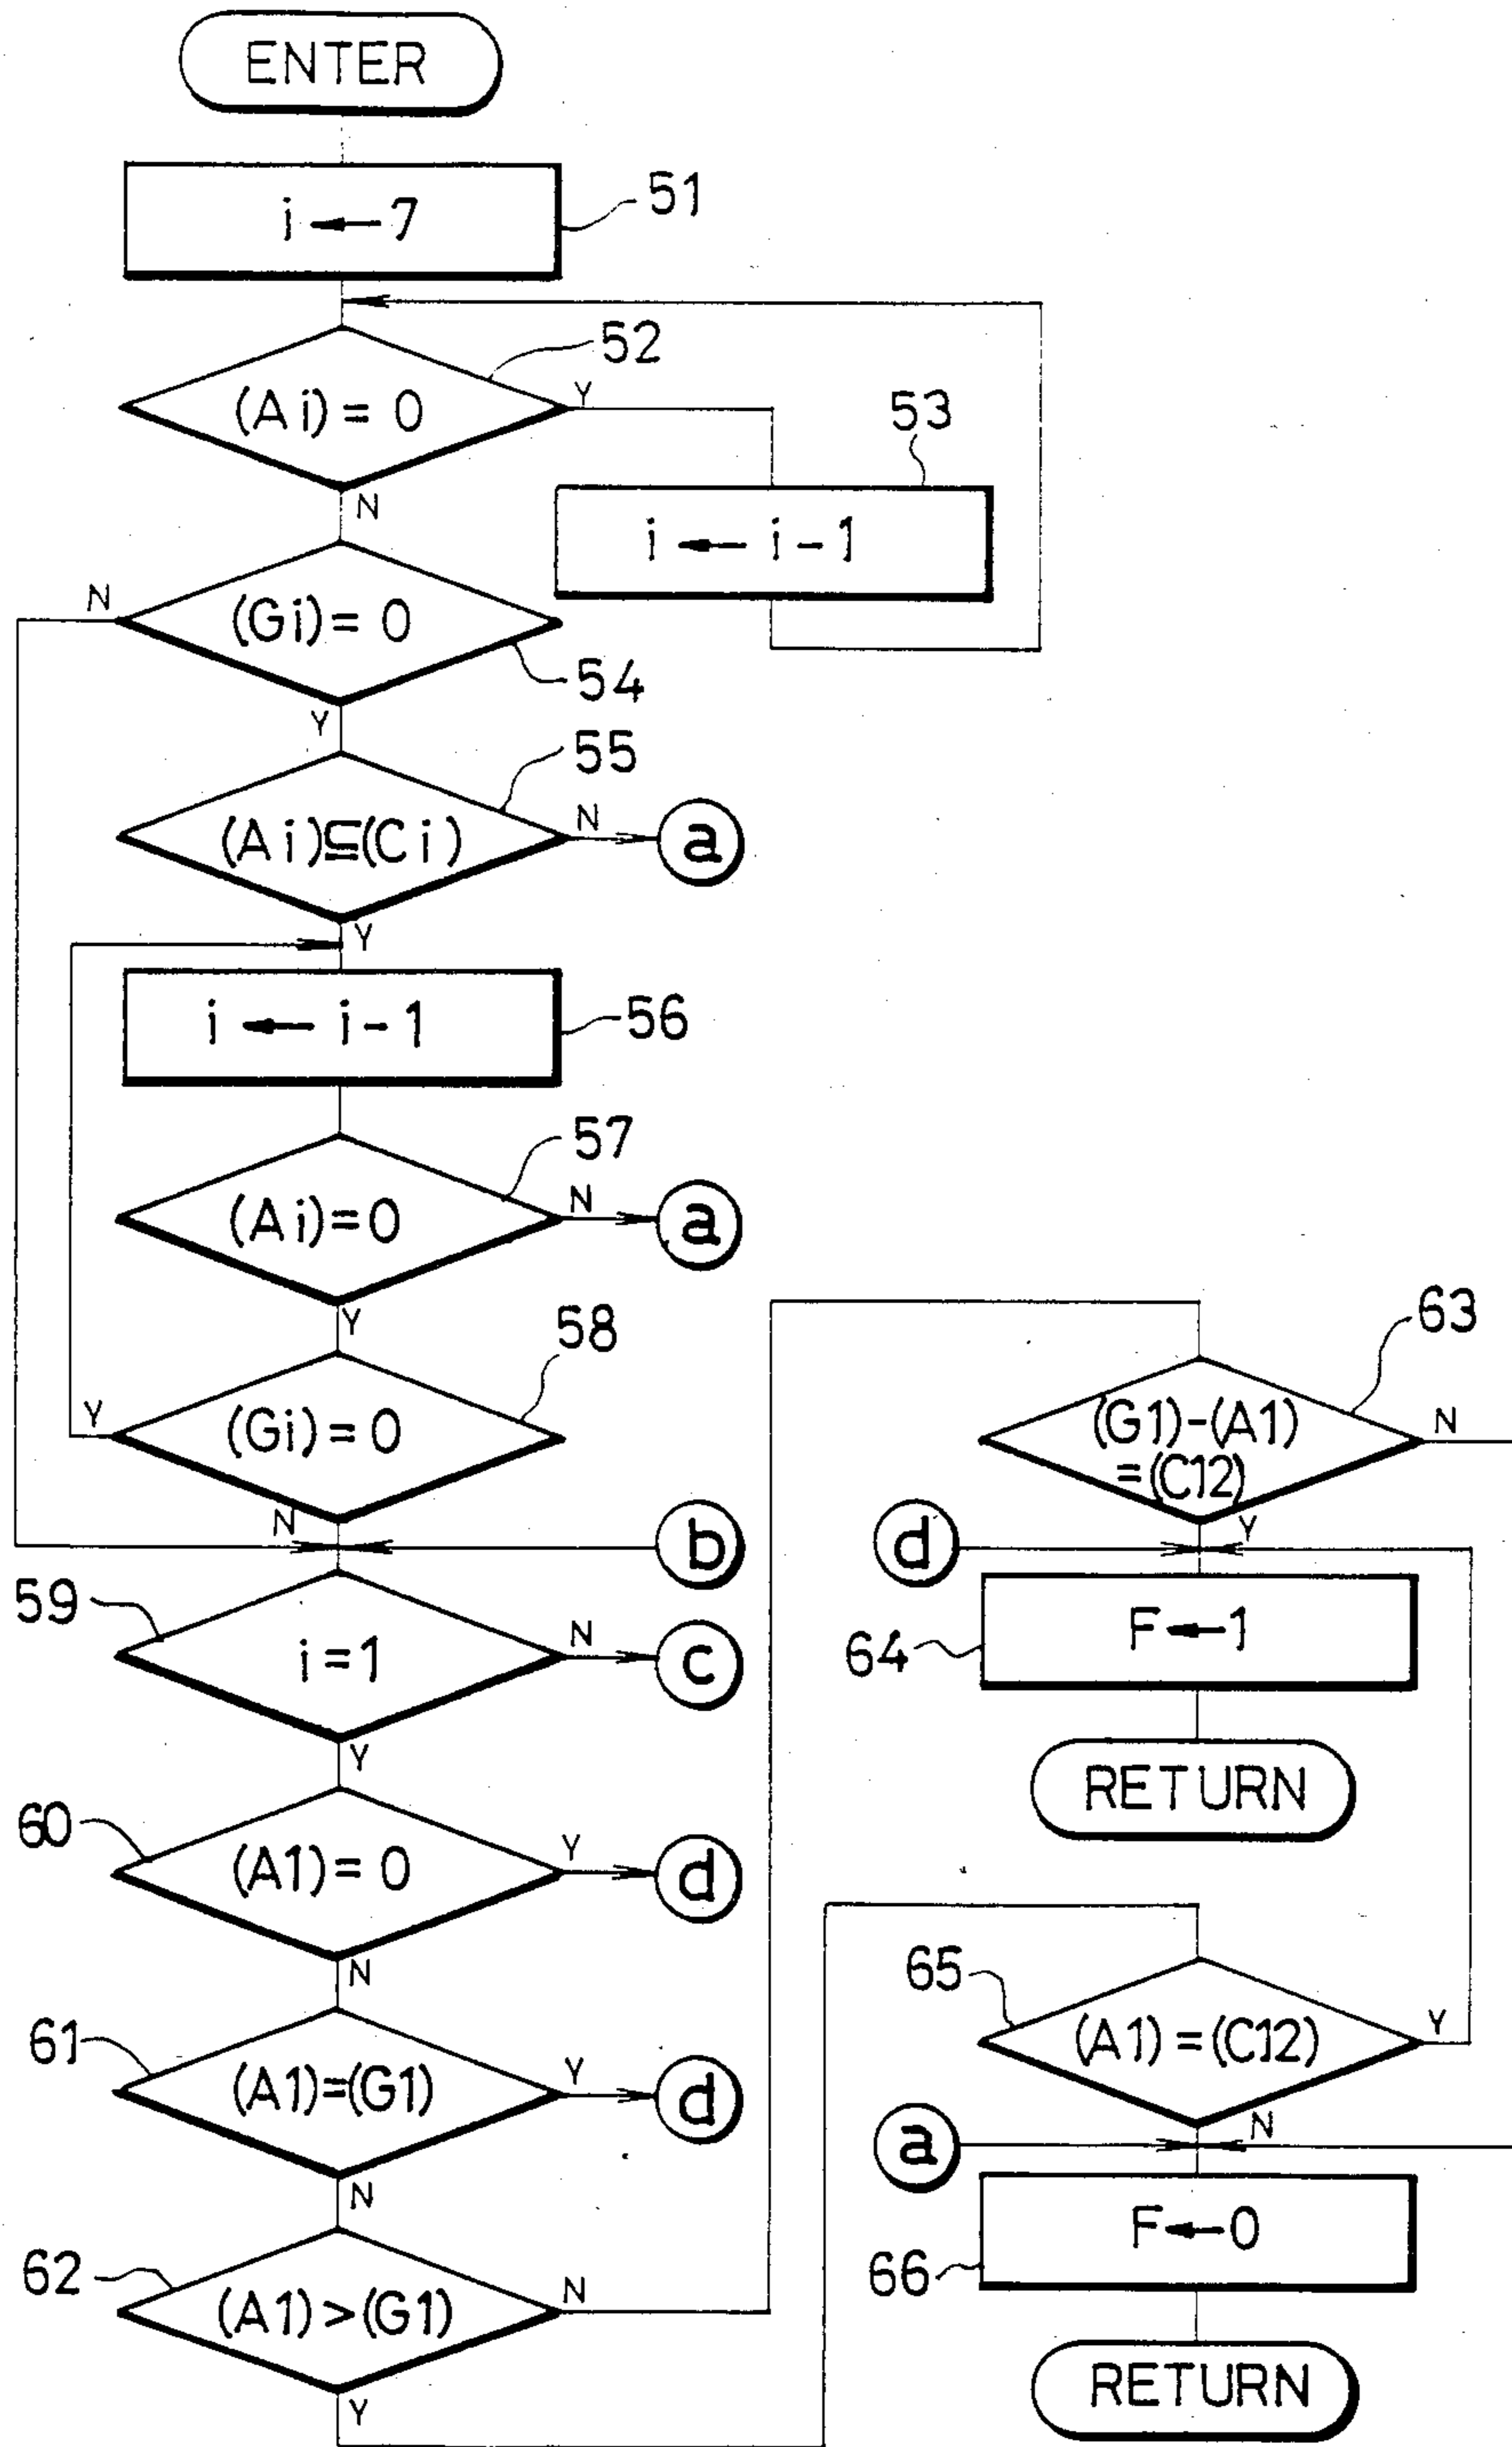 ENTER
i ← 7
51
(Ai) = 0
52
Y
N
i ← i - 1
53
(Gi) = 0
N
54
Y
(Ai)⊆(Ci)
55
N
a
Y
i ← i - 1
56
(Ai)=0
57
N
a
Y
(Gi)=0
58
Y
N
b
i=1
59
N
c
Y
(A1)= 0
60
Y
d
N
(A1)=(G1)
61
Y
d
N
(A1)>(G1)
62
N
Y
(G1)-(A1)
=(C12)
63
N
Y
d
F←1
64
RETURN
(A1)=(C12)
65
Y
N
a
F←0
66
RETURN